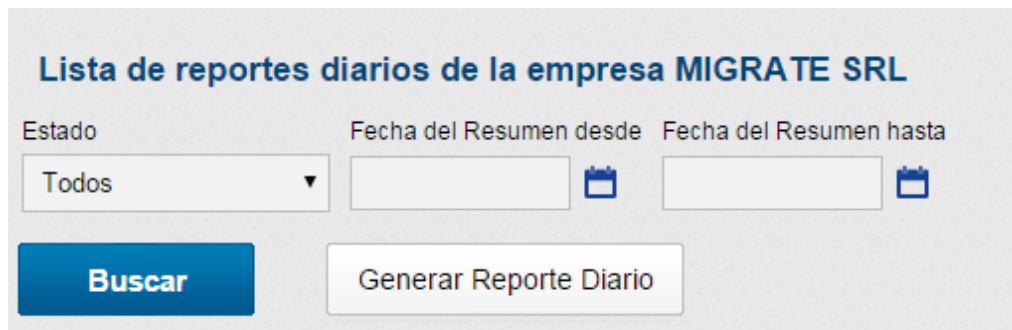 Lista de reportes diarios de la empresa MIGRATE SRL
Estado Fecha del Resumen desde Fecha del Resumen hasta
Todos
Buscar Generar Reporte Diario